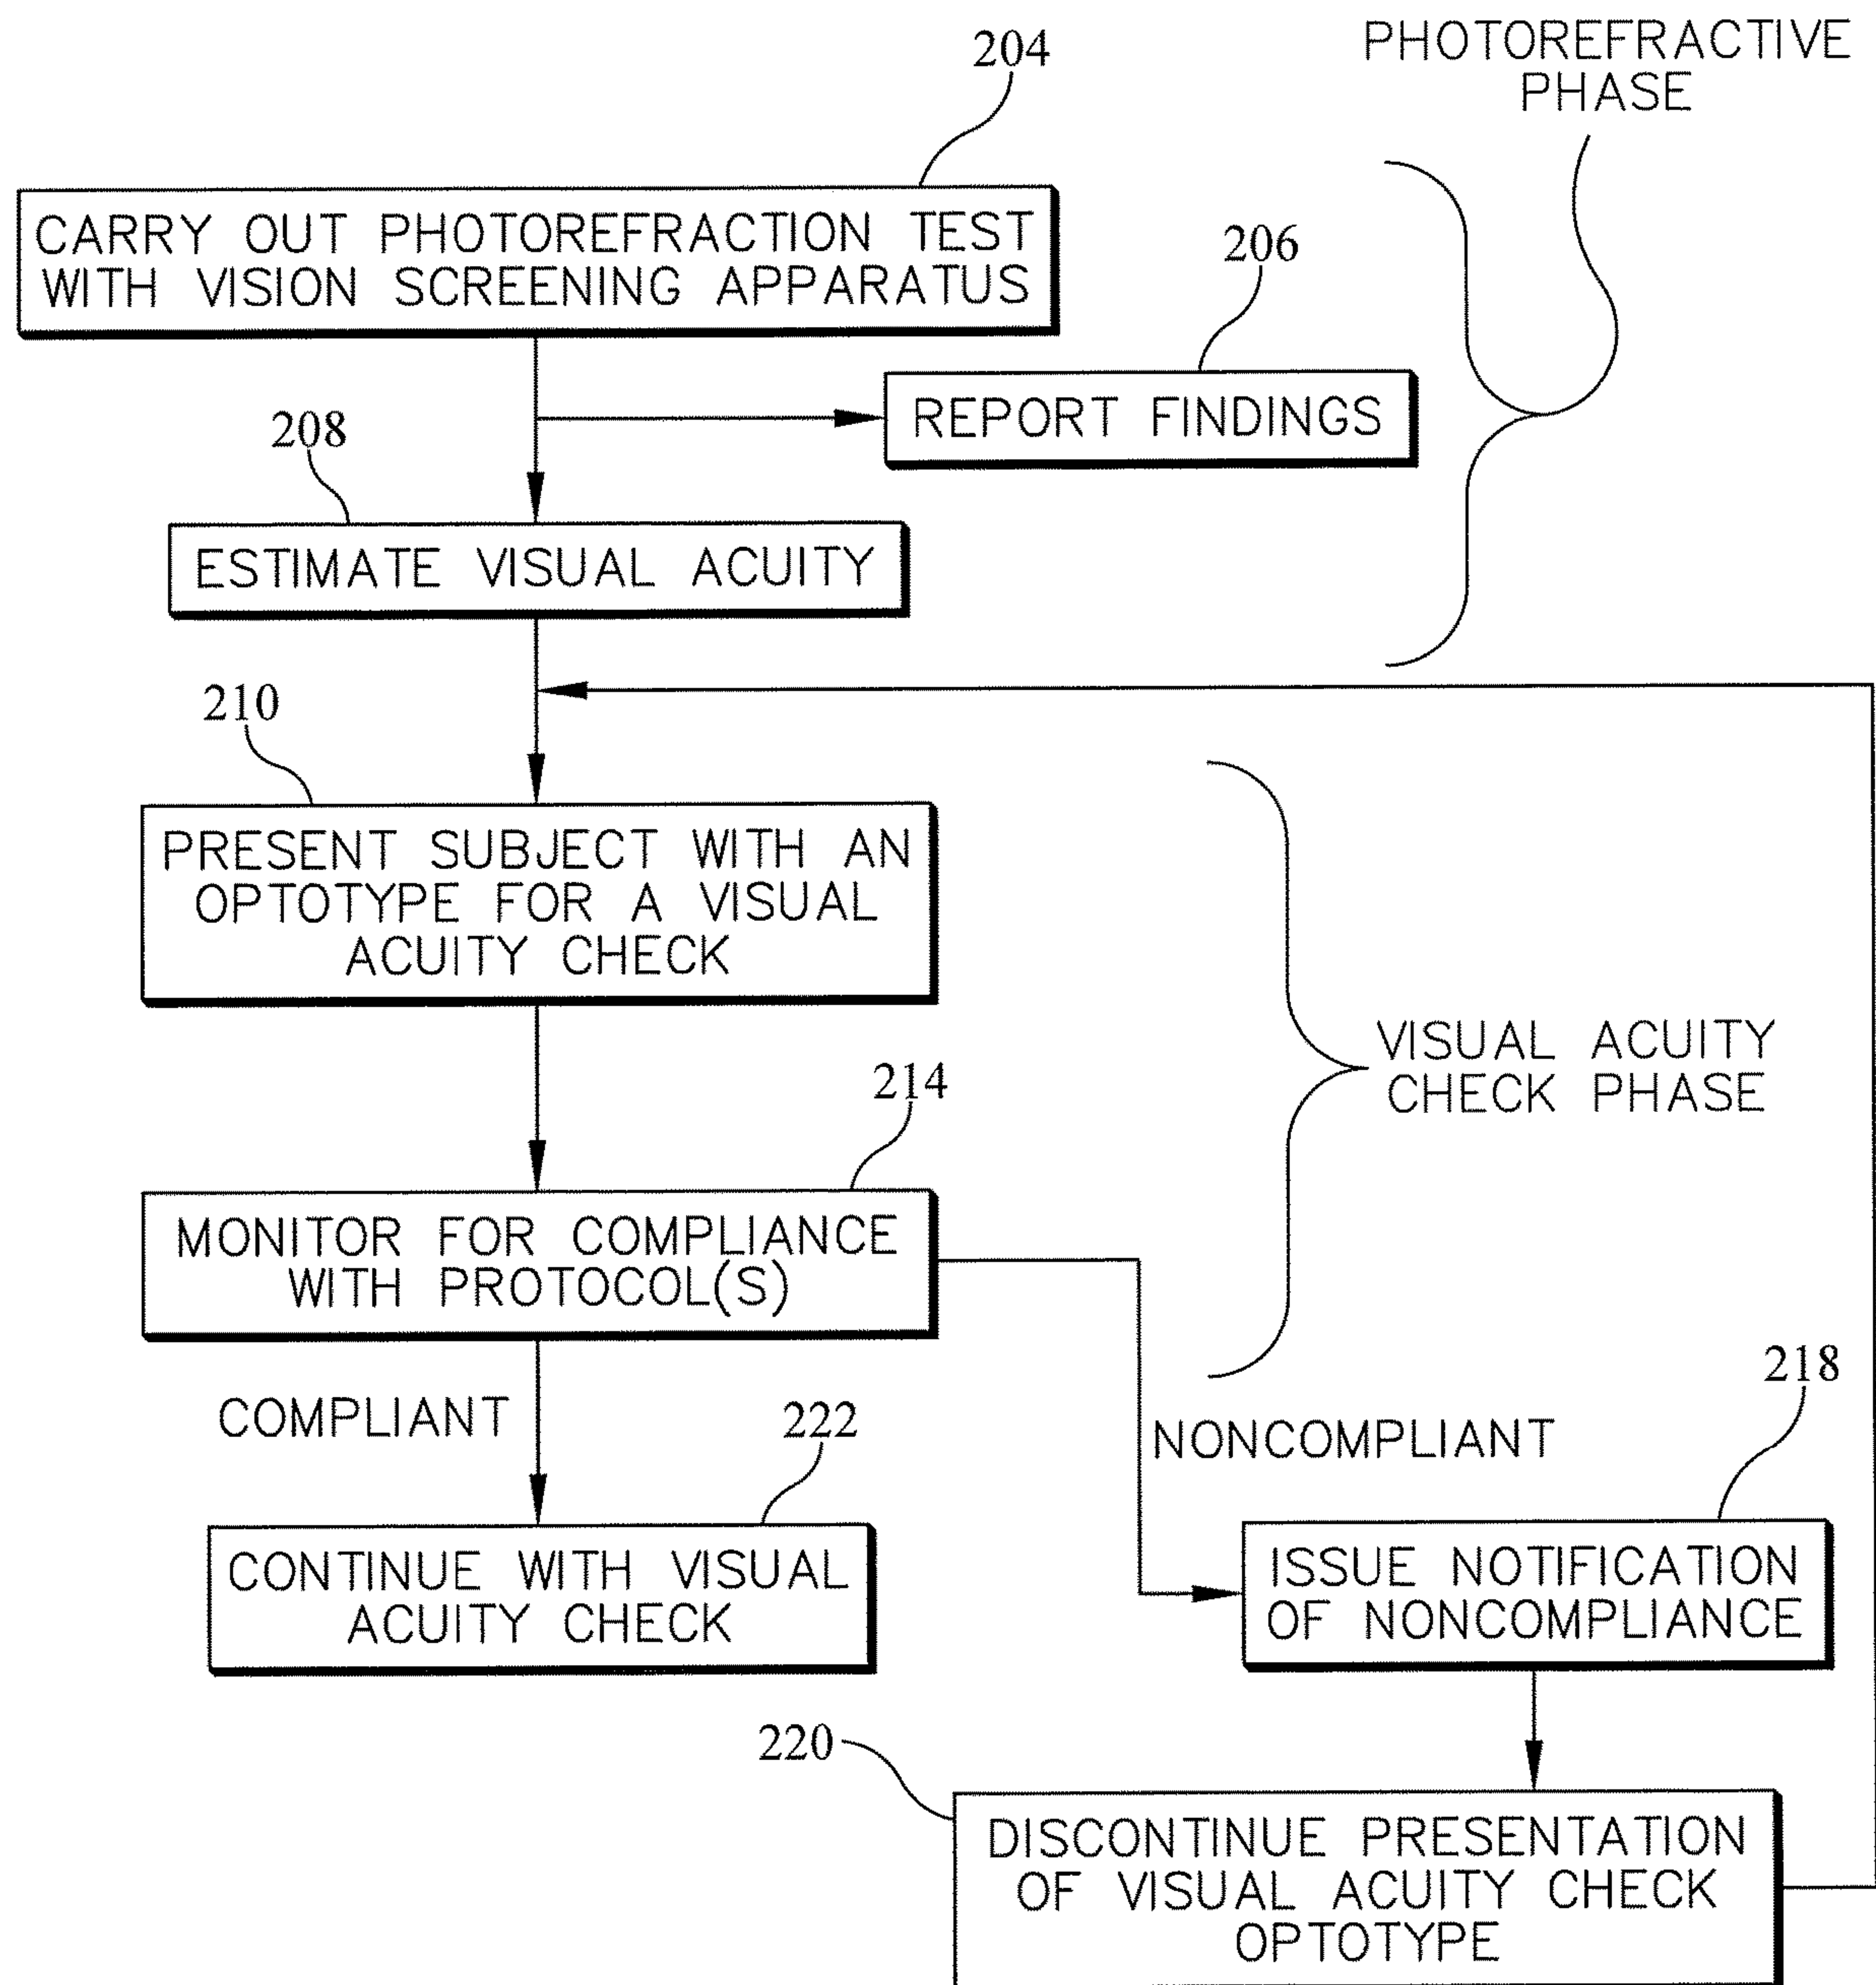 PHOTOREFRACTIVE
PHASE
204
CARRY OUT PHOTOREFRACTION TEST
WITH VISION SCREENING APPARATUS
206
REPORT FINDINGS
208
ESTIMATE VISUAL ACUITY
210
PRESENT SUBJECT WITH AN
OPTOTYPE FOR A VISUAL
ACUITY CHECK
VISUAL ACUITY
CHECK PHASE
214
MONITOR FOR COMPLIANCE
WITH PROTOCOL(S)
COMPLIANT
NONCOMPLIANT
222
CONTINUE WITH VISUAL
ACUITY CHECK
218
ISSUE NOTIFICATION
OF NONCOMPLIANCE
220
DISCONTINUE PRESENTATION
OF VISUAL ACUITY CHECK
OPTOTYPE